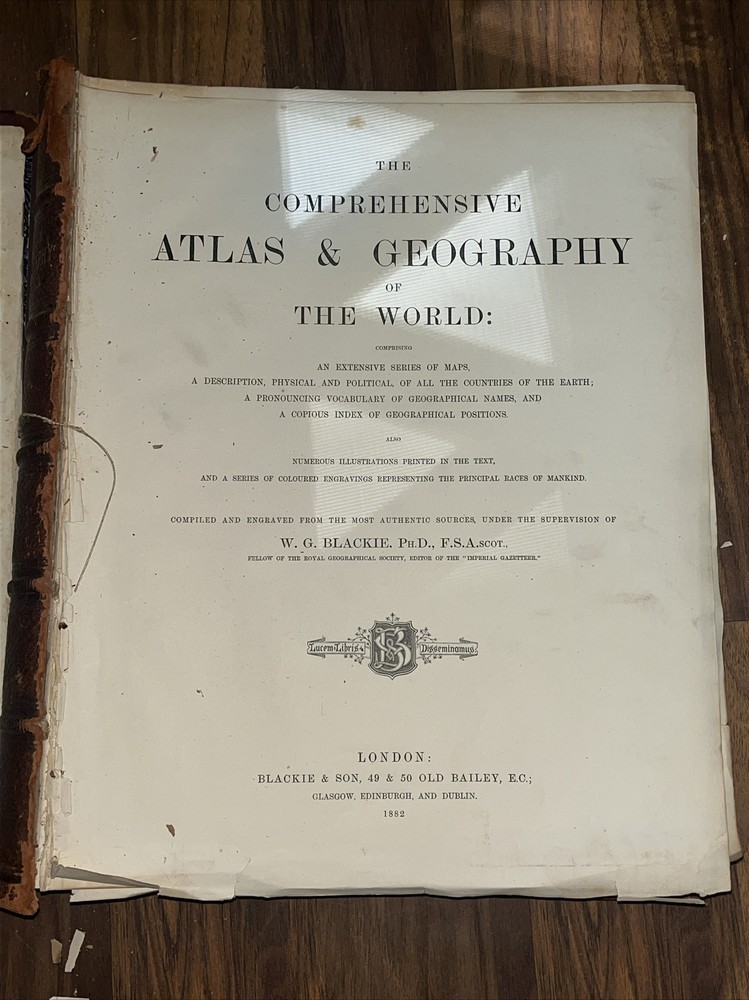 THE
COMPREHENSIVE
ATLAS & GEOGRAPHY
OF
THE WORLD:
COMPRISING
AN EXTENSIVE SERIES OF MAPS,
A DESCRIPTION, PHYSICAL AND POLITICAL, OF ALL THE COUNTRIES OF THE EARTH;
A PRONOUNCING VOCABULARY OF GEOGRAPHICAL NAMES, AND
A COPIOUS INDEX OF GEOGRAPHICAL POSITIONS.
ALSO
NUMEROUS ILLUSTRATIONS PRINTED IN THE TEXT,
AND A SERIES OF COLOURED ENGRAVINGS REPRESENTING THE PRINCIPAL RACES OF MANKIND.
COMPILED AND ENGRAVED FROM THE MOST AUTHENTIC SOURCES, UNDER THE SUPERVISION OF
W. G. BLACKIE, PH.D., F.S.A.SCOT.,
FELLOW OF THE ROYAL GEOGRAPHICAL SOCIETY, EDITOR OF THE "IMPERIAL GAZETTEER."
Lucem Libris B&S Disseminamus
LONDON:
BLACKIE & SON, 49 & 50 OLD BAILEY, E.C.;
GLASGOW, EDINBURGH, AND DUBLIN.
1882